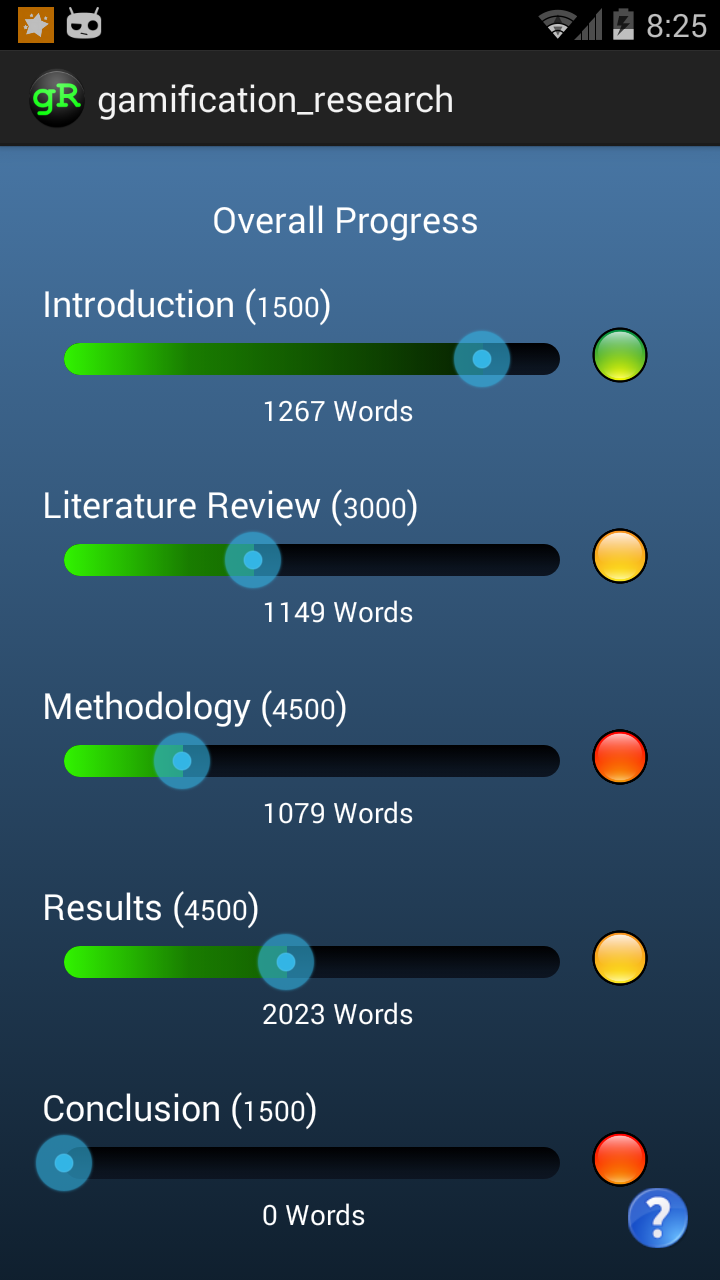 8:25
gR gamification_research
Overall Progress
Introduction (1500)
1267 Words
Literature Review (3000)
1149 Words
Methodology (4500)
1079 Words
Results (4500)
2023 Words
Conclusion (1500)
0 Words
?